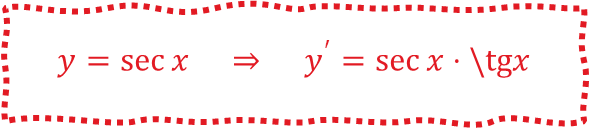 y = sec x ⇒ y′ = sec x · \tgx